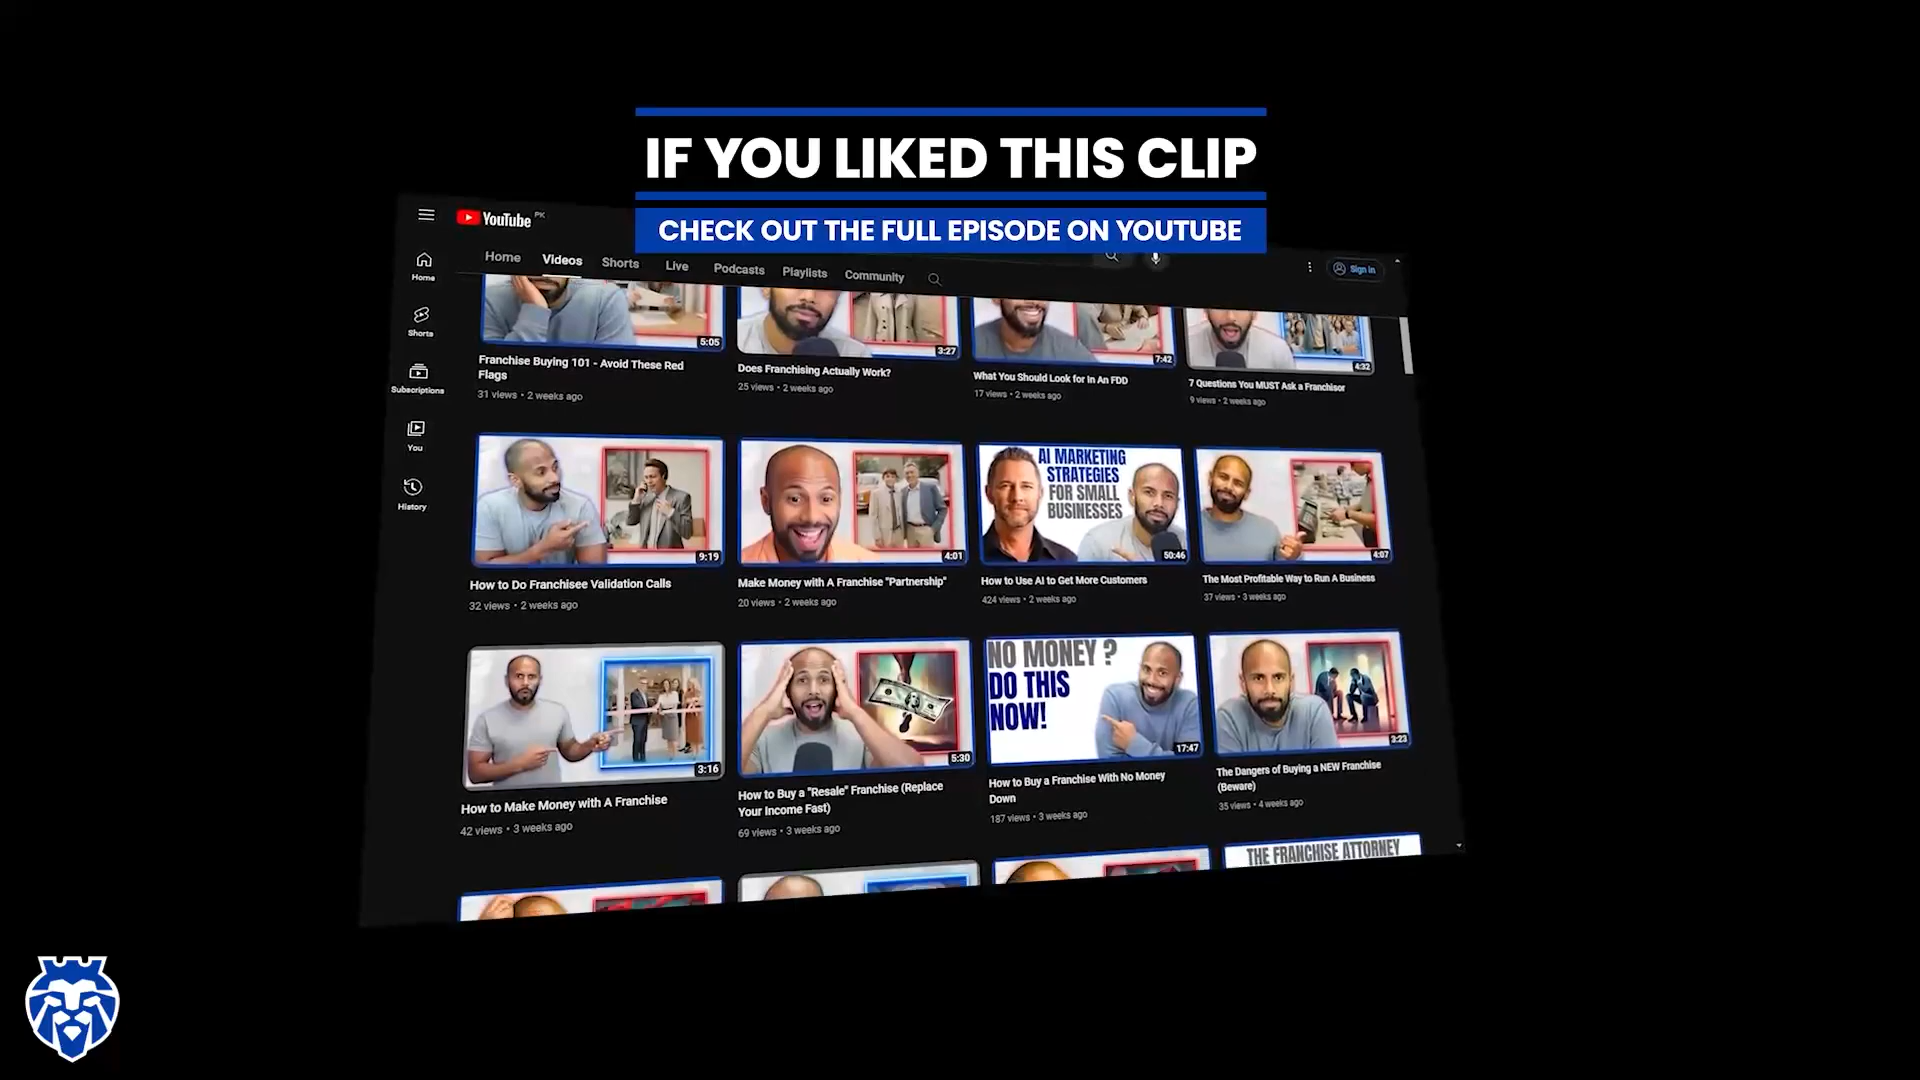 IF YOU LIKED THIS CLIP
CHECK OUT THE FULL EPISODE ON YOUTUBE
YouTube PK
Home
Videos
Shorts
Live
Podcasts
Playlists
Community
Sign in
Home
Shorts
Subscriptions
You
History
5:05
3:27
7:42
4:32
Franchise Buying 101 - Avoid These Red
Flags
31 views • 2 weeks ago
Does Franchising Actually Work?
25 views • 2 weeks ago
What You Should Look for In An FDD
17 views • 2 weeks ago
7 Questions You MUST Ask a Franchisor
9 views • 2 weeks ago
9:19
4:01
AI MARKETING
STRATEGIES
FOR SMALL
BUSINESSES
50:46
4:07
How to Do Franchisee Validation Calls
32 views • 2 weeks ago
Make Money with A Franchise "Partnership"
20 views • 2 weeks ago
How to Use AI to Get More Customers
424 views • 2 weeks ago
The Most Profitable Way to Run A Business
37 views • 3 weeks ago
3:16
5:30
NO MONEY ?
DO THIS
NOW!
17:47
3:23
How to Make Money with A Franchise
42 views • 3 weeks ago
How to Buy a "Resale" Franchise (Replace
Your Income Fast)
69 views • 3 weeks ago
How to Buy a Franchise With No Money
Down
187 views • 3 weeks ago
The Dangers of Buying a NEW Franchise
(Beware)
35 views • 4 weeks ago
THE FRANCHISE ATTORNEY